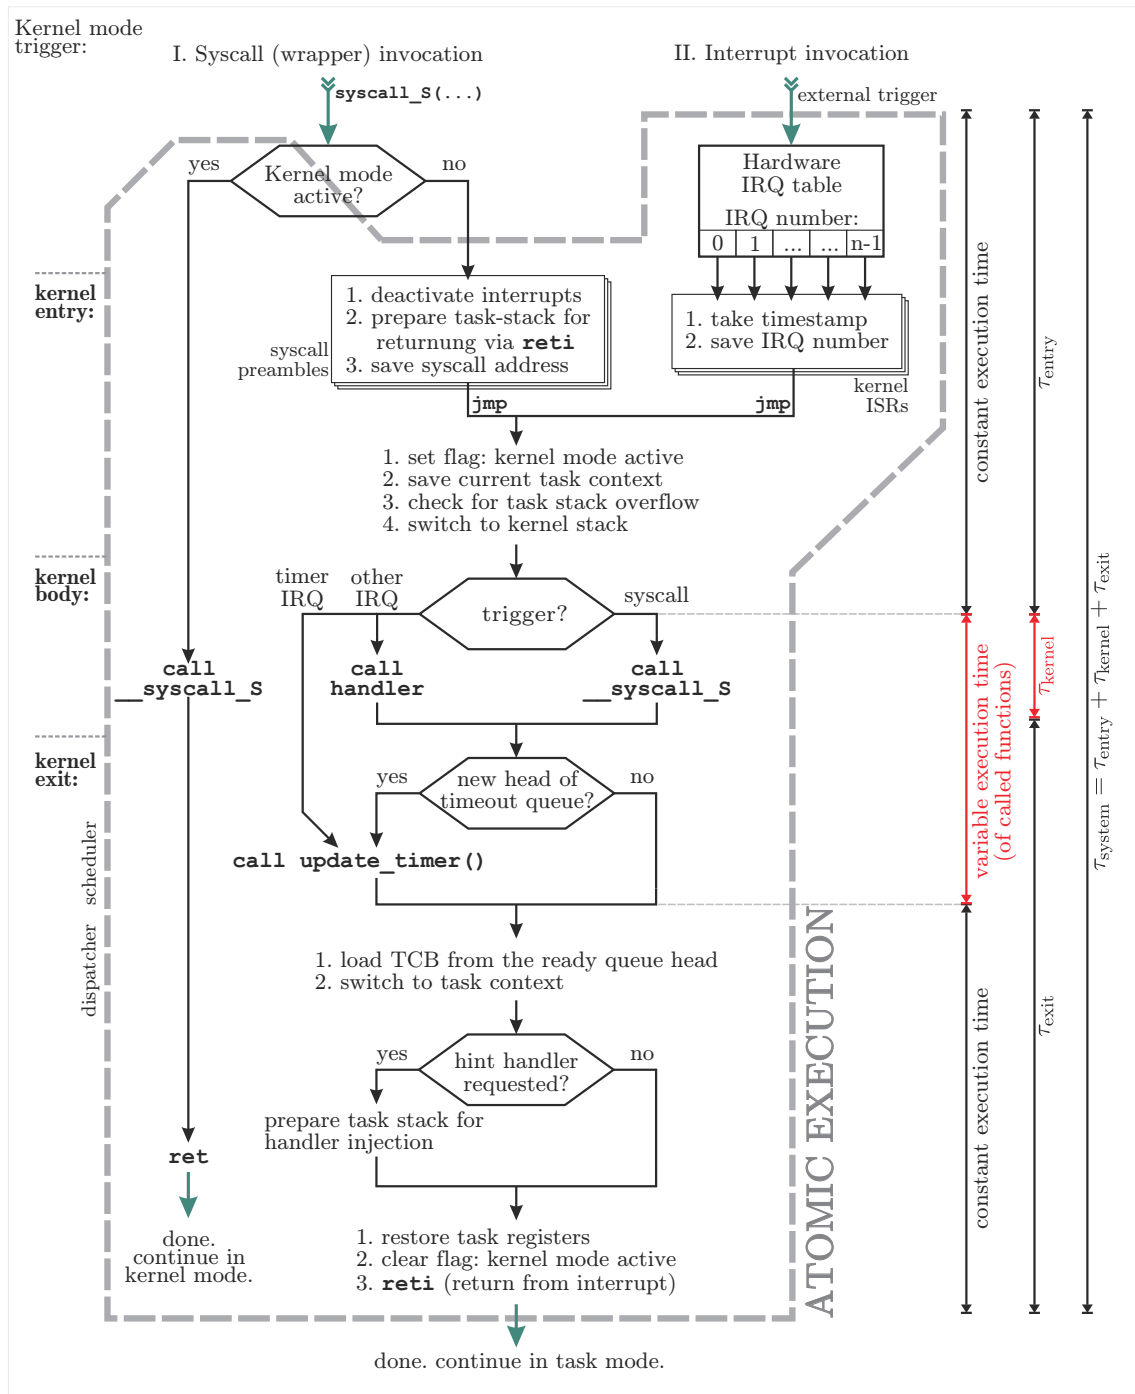 Kernel mode
trigger:
I. Syscall (wrapper) invocation
II. Interrupt invocation
syscall_S(...)
external trigger
yes
no
Kernel mode
active?
Hardware
IRQ table
IRQ number:
0 1 ... ... n-1
kernel
entry:
1. deactivate interrupts
2. prepare task-stack for
returnung via reti
3. save syscall address
syscall
preambles
1. take timestamp
2. save IRQ number
kernel
ISRs
jmp
jmp
1. set flag: kernel mode active
2. save current task context
3. check for task stack overflow
4. switch to kernel stack
kernel
body:
timer
IRQ
other
IRQ
trigger?
syscall
call
__syscall_S
call
handler
call
__syscall_S
kernel
exit:
yes
new head of
timeout queue?
no
call update_timer()
scheduler
dispatcher
1. load TCB from the ready queue head
2. switch to task context
yes
hint handler
requested?
no
prepare task stack for
handler injection
ret
done.
continue in
kernel mode.
1. restore task registers
2. clear flag: kernel mode active
3. reti (return from interrupt)
done. continue in task mode.
ATOMIC EXECUTION
constant execution time
variable execution time
(of called functions)
constant execution time
τentry
τkernel
τexit
τsystem = τentry + τkernel + τexit